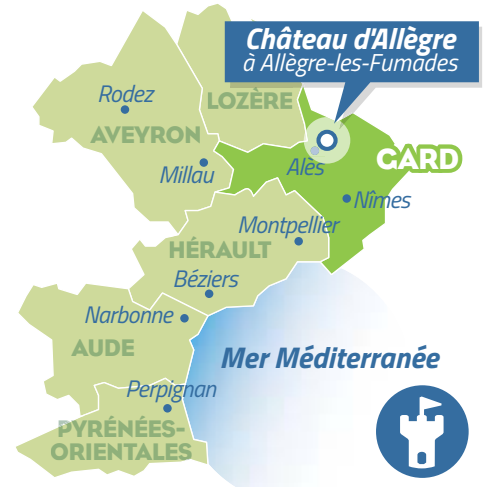 Château d'Allègre
à Allègre-les-Fumades
Rodez
LOZÈRE
AVEYRON
Millau
Alès
GARD
Nîmes
Montpellier
HÉRAULT
Béziers
Narbonne
AUDE
Mer Méditerranée
Perpignan
PYRÉNÉES-
ORIENTALES